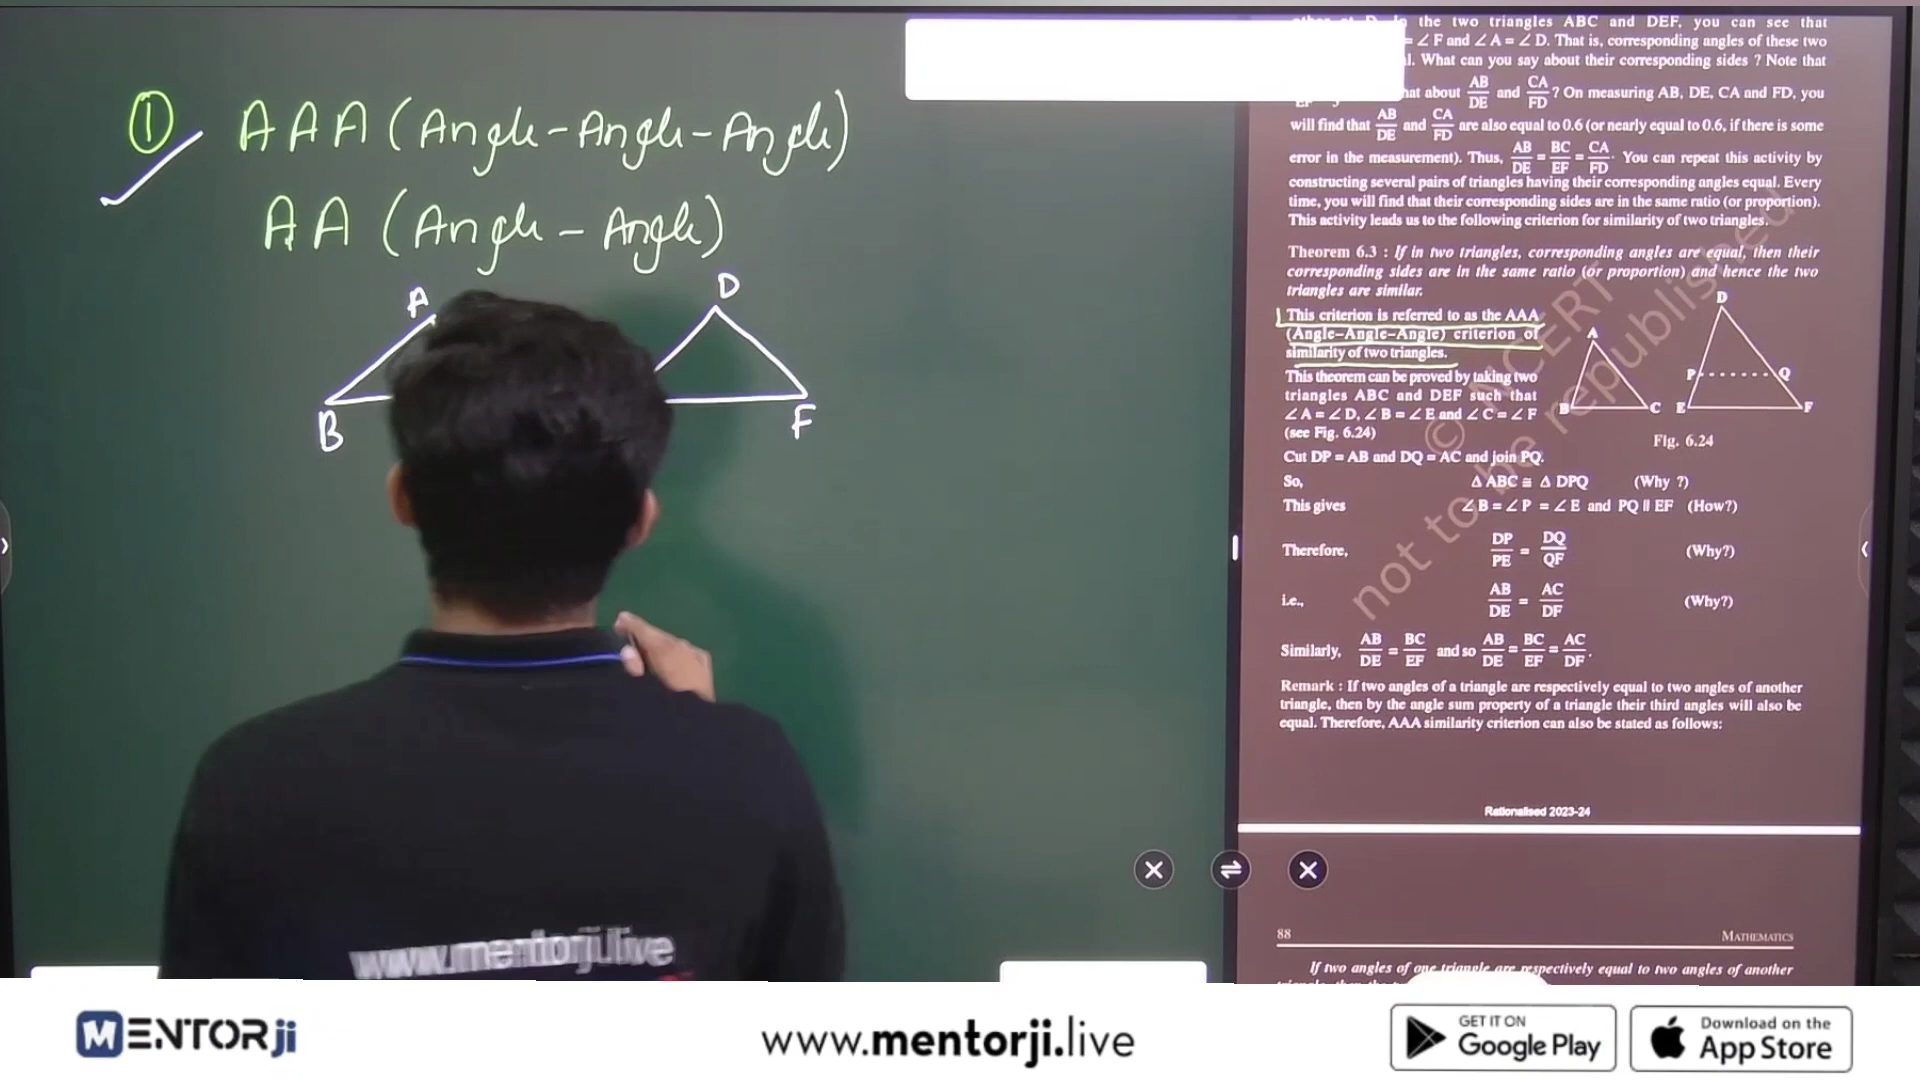 ① AAA (Angle-Angle-Angle)
AA (Angle - Angle)
A
D
B
F
the two triangles ABC and DEF, you can see that
= ∠ F and ∠ A = ∠ D. That is, corresponding angles of these two
What can you say about their corresponding sides ? Note that
hat about AB/DE and CA/FD ? On measuring AB, DE, CA and FD, you
will find that AB/DE and CA/FD are also equal to 0.6 (or nearly equal to 0.6, if there is some
error in the measurement). Thus, AB/DE = BC/EF = CA/FD. You can repeat this activity by
constructing several pairs of triangles having their corresponding angles equal. Every
time, you will find that their corresponding sides are in the same ratio (or proportion).
This activity leads us to the following criterion for similarity of two triangles.
Theorem 6.3 : If in two triangles, corresponding angles are equal, then their
corresponding sides are in the same ratio (or proportion) and hence the two
triangles are similar.
This criterion is referred to as the AAA
(Angle–Angle–Angle) criterion of
similarity of two triangles.
This theorem can be proved by taking two
triangles ABC and DEF such that
∠ A = ∠ D, ∠ B = ∠ E and ∠ C = ∠ F
(see Fig. 6.24)
A
B
C
D
P
Q
E
F
Fig. 6.24
Cut DP = AB and DQ = AC and join PQ.
So, Δ ABC ≅ Δ DPQ (Why ?)
This gives ∠ B = ∠ P = ∠ E and PQ || EF (How?)
Therefore, DP/PE = DQ/QF (Why?)
i.e., AB/DE = AC/DF (Why?)
Similarly, AB/DE = BC/EF and so AB/DE = BC/EF = AC/DF.
Remark : If two angles of a triangle are respectively equal to two angles of another
triangle, then by the angle sum property of a triangle their third angles will also be
equal. Therefore, AAA similarity criterion can also be stated as follows:
© NCERT
not to be republished
Rationalised 2023-24
88 MATHEMATICS
If two angles of one triangle are respectively equal to two angles of another
www.mentorji.live
MENTORji
www.mentorji.live
GET IT ON
Google Play
Download on the
App Store